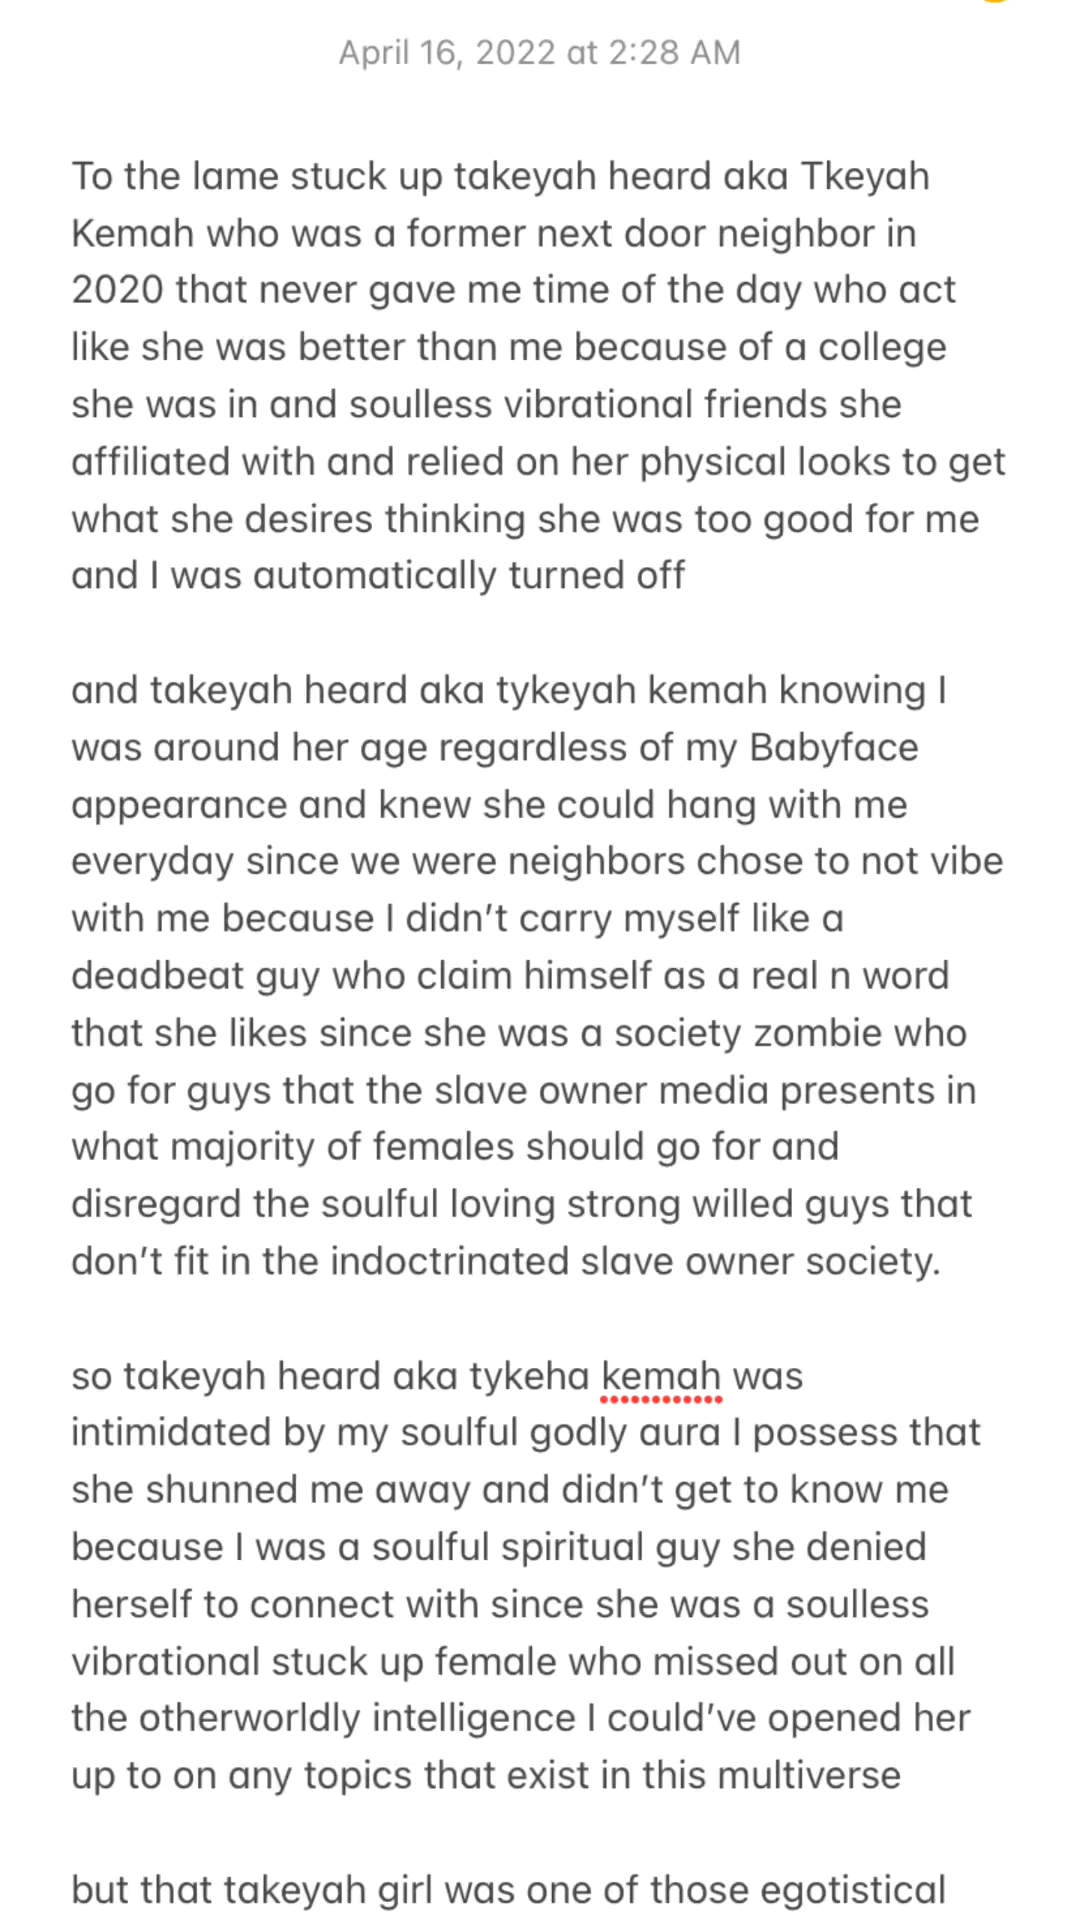 April 16, 2022 at 2:28 AM
To the lame stuck up takeyah heard aka Tkeyah
Kemah who was a former next door neighbor in
2020 that never gave me time of the day who act
like she was better than me because of a college
she was in and soulless vibrational friends she
affiliated with and relied on her physical looks to get
what she desires thinking she was too good for me
and I was automatically turned off
and takeyah heard aka tykeyah kemah knowing I
was around her age regardless of my Babyface
appearance and knew she could hang with me
everyday since we were neighbors chose to not vibe
with me because I didn’t carry myself like a
deadbeat guy who claim himself as a real n word
that she likes since she was a society zombie who
go for guys that the slave owner media presents in
what majority of females should go for and
disregard the soulful loving strong willed guys that
don’t fit in the indoctrinated slave owner society.
so takeyah heard aka tykeha kemah was
intimidated by my soulful godly aura I possess that
she shunned me away and didn’t get to know me
because I was a soulful spiritual guy she denied
herself to connect with since she was a soulless
vibrational stuck up female who missed out on all
the otherworldly intelligence I could’ve opened her
up to on any topics that exist in this multiverse
but that takeyah girl was one of those egotistical